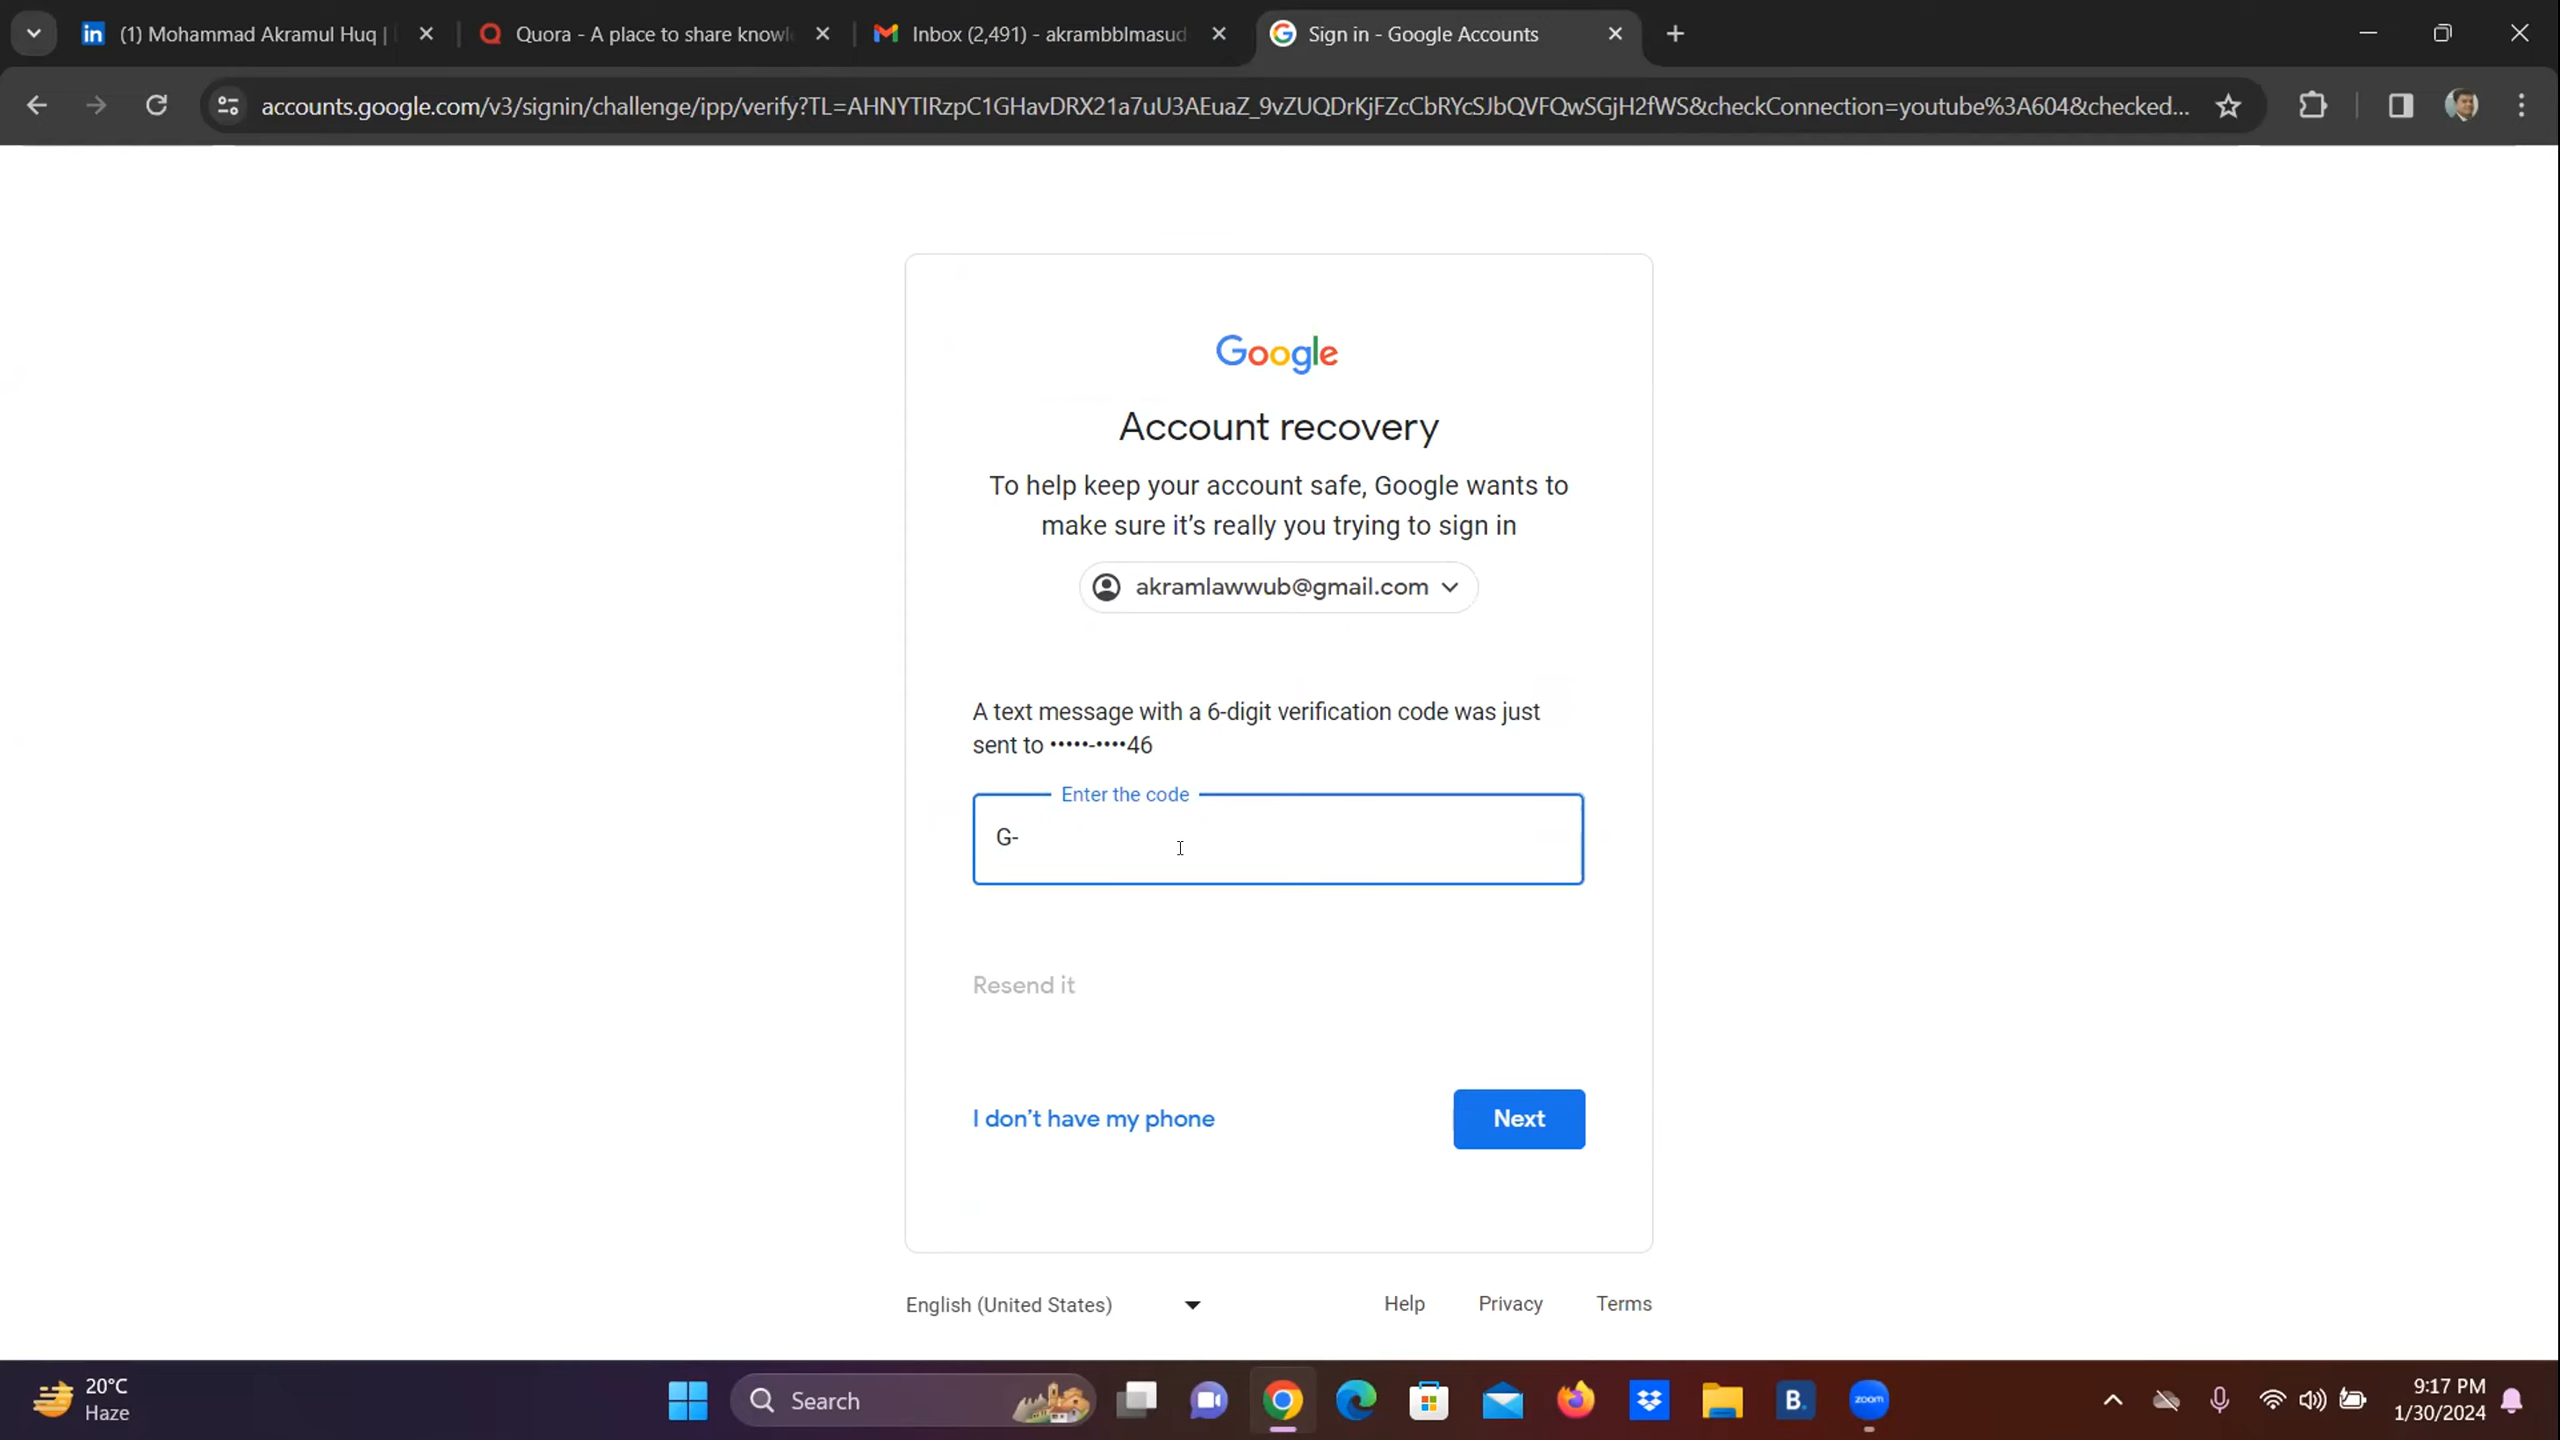 (1) Mohammad Akramul Huq |
Quora - A place to share knowl
Inbox (2,491) - akrambblmasud
Sign in - Google Accounts
accounts.google.com/v3/signin/challenge/ipp/verify?TL=AHNYTIRzpC1GHavDRX21a7uU3AEuaZ_9vZUQDrKjFZcCbRYcSJbQVFQwSGjH2fWS&checkConnection=youtube%3A604&checked...
Google
Account recovery
To help keep your account safe, Google wants to
make sure it’s really you trying to sign in
akramlawwub@gmail.com
A text message with a 6-digit verification code was just
sent to •••••-••••46
Enter the code
G-
Resend it
I don’t have my phone
Next
English (United States)
Help
Privacy
Terms
20°C
Haze
Search
B.
zoom
9:17 PM
1/30/2024